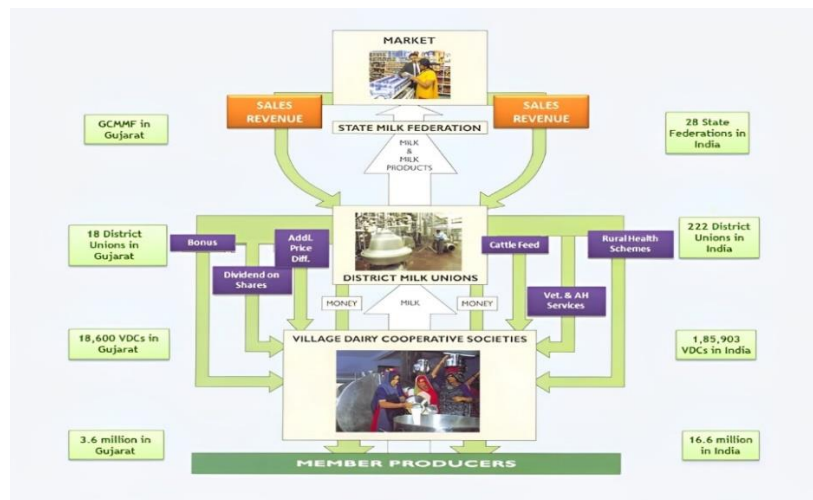 MARKET
SALES
REVENUE
SALES
REVENUE
GCMMF in
Gujarat
STATE MILK FEDERATION
28 State
Federations in
India
MILK
&
MILK
PRODUCTS
18 District
Unions in
Gujarat
Bonus
Addl.
Price
Diff.
Dividend on
Shares
DISTRICT MILK UNIONS
Cattle Feed
Rural Health
Schemes
Vet. & AH
Services
222 District
Unions in
India
MONEY
MILK
MONEY
18,600 VDCs in
Gujarat
VILLAGE DAIRY COOPERATIVE SOCIETIES
1,85,903
VDCs in India
3.6 million in
Gujarat
16.6 million
in India
MEMBER PRODUCERS